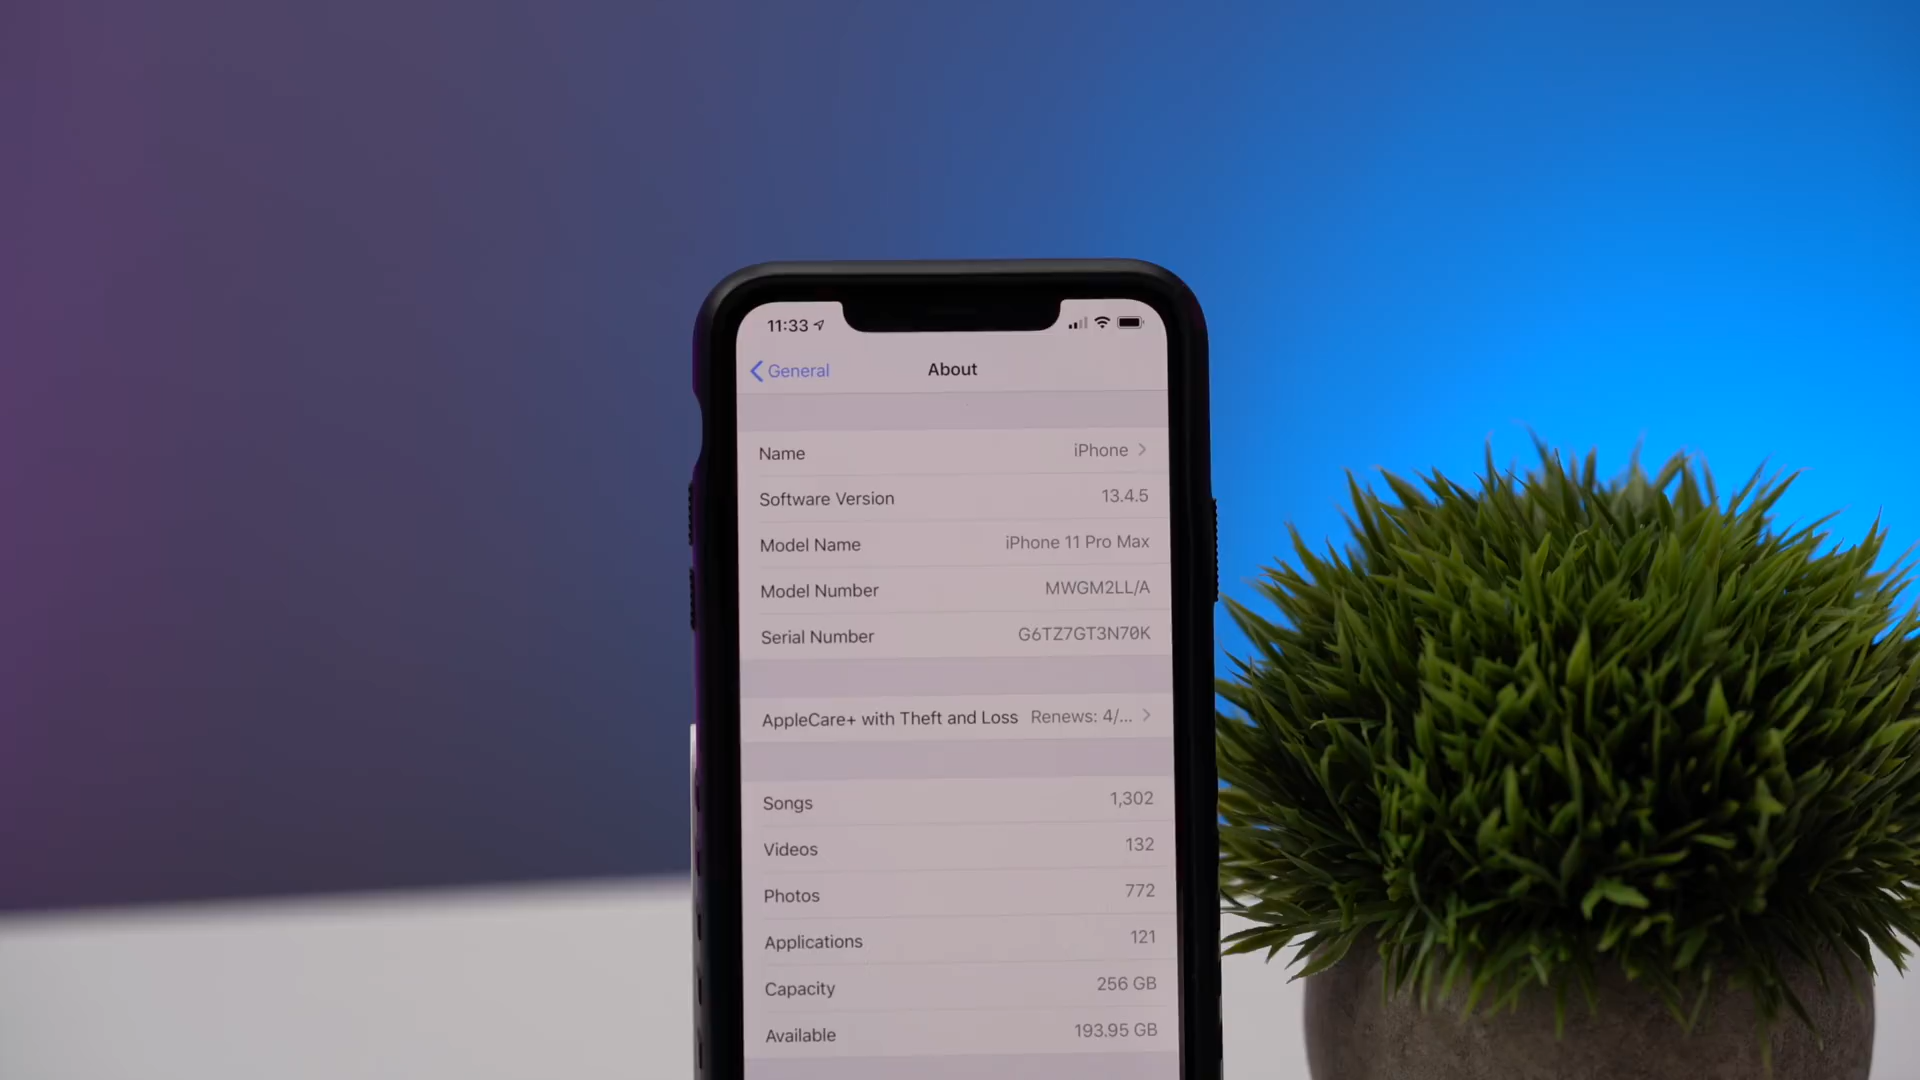 11:33
General About
Name iPhone
Software Version 13.4.5
Model Name iPhone 11 Pro Max
Model Number MWGM2LL/A
Serial Number G6TZ7GT3N70K
AppleCare+ with Theft and Loss Renews: 4/...
Songs 1,302
Videos 132
Photos 772
Applications 121
Capacity 256 GB
Available 193.95 GB